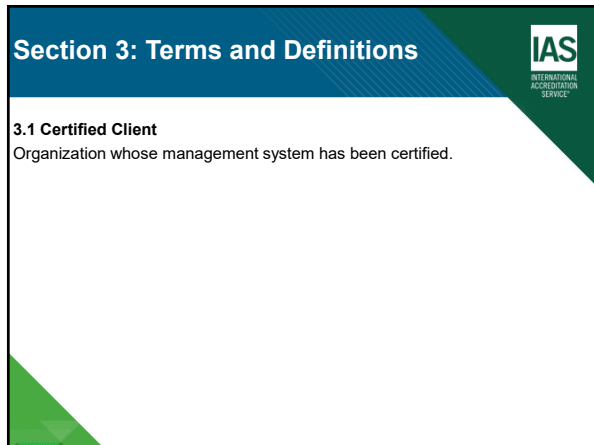 Section 3: Terms and Definitions
IAS
INTERNATIONAL
ACCREDITATION
SERVICE®
3.1 Certified Client
Organization whose management system has been certified.